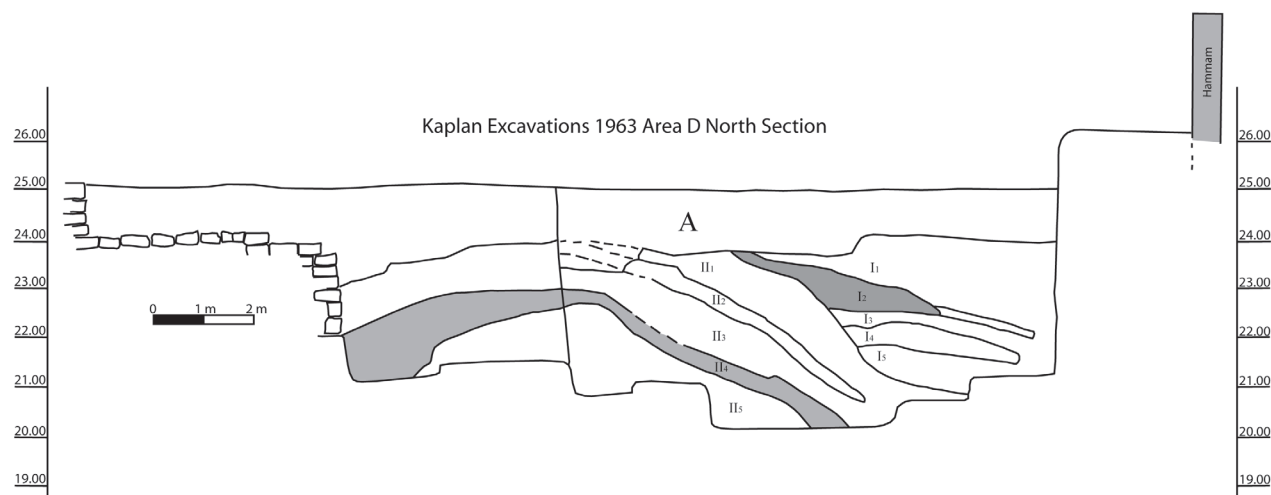 Hammam
Kaplan Excavations 1963 Area D North Section
26.00
26.00
25.00
25.00
A
24.00
24.00
II1
I1
23.00
23.00
II2
I2
0 1 m 2 m
I3
22.00
22.00
II3
I4
I5
II4
21.00
21.00
II5
20.00
20.00
19.00
19.00